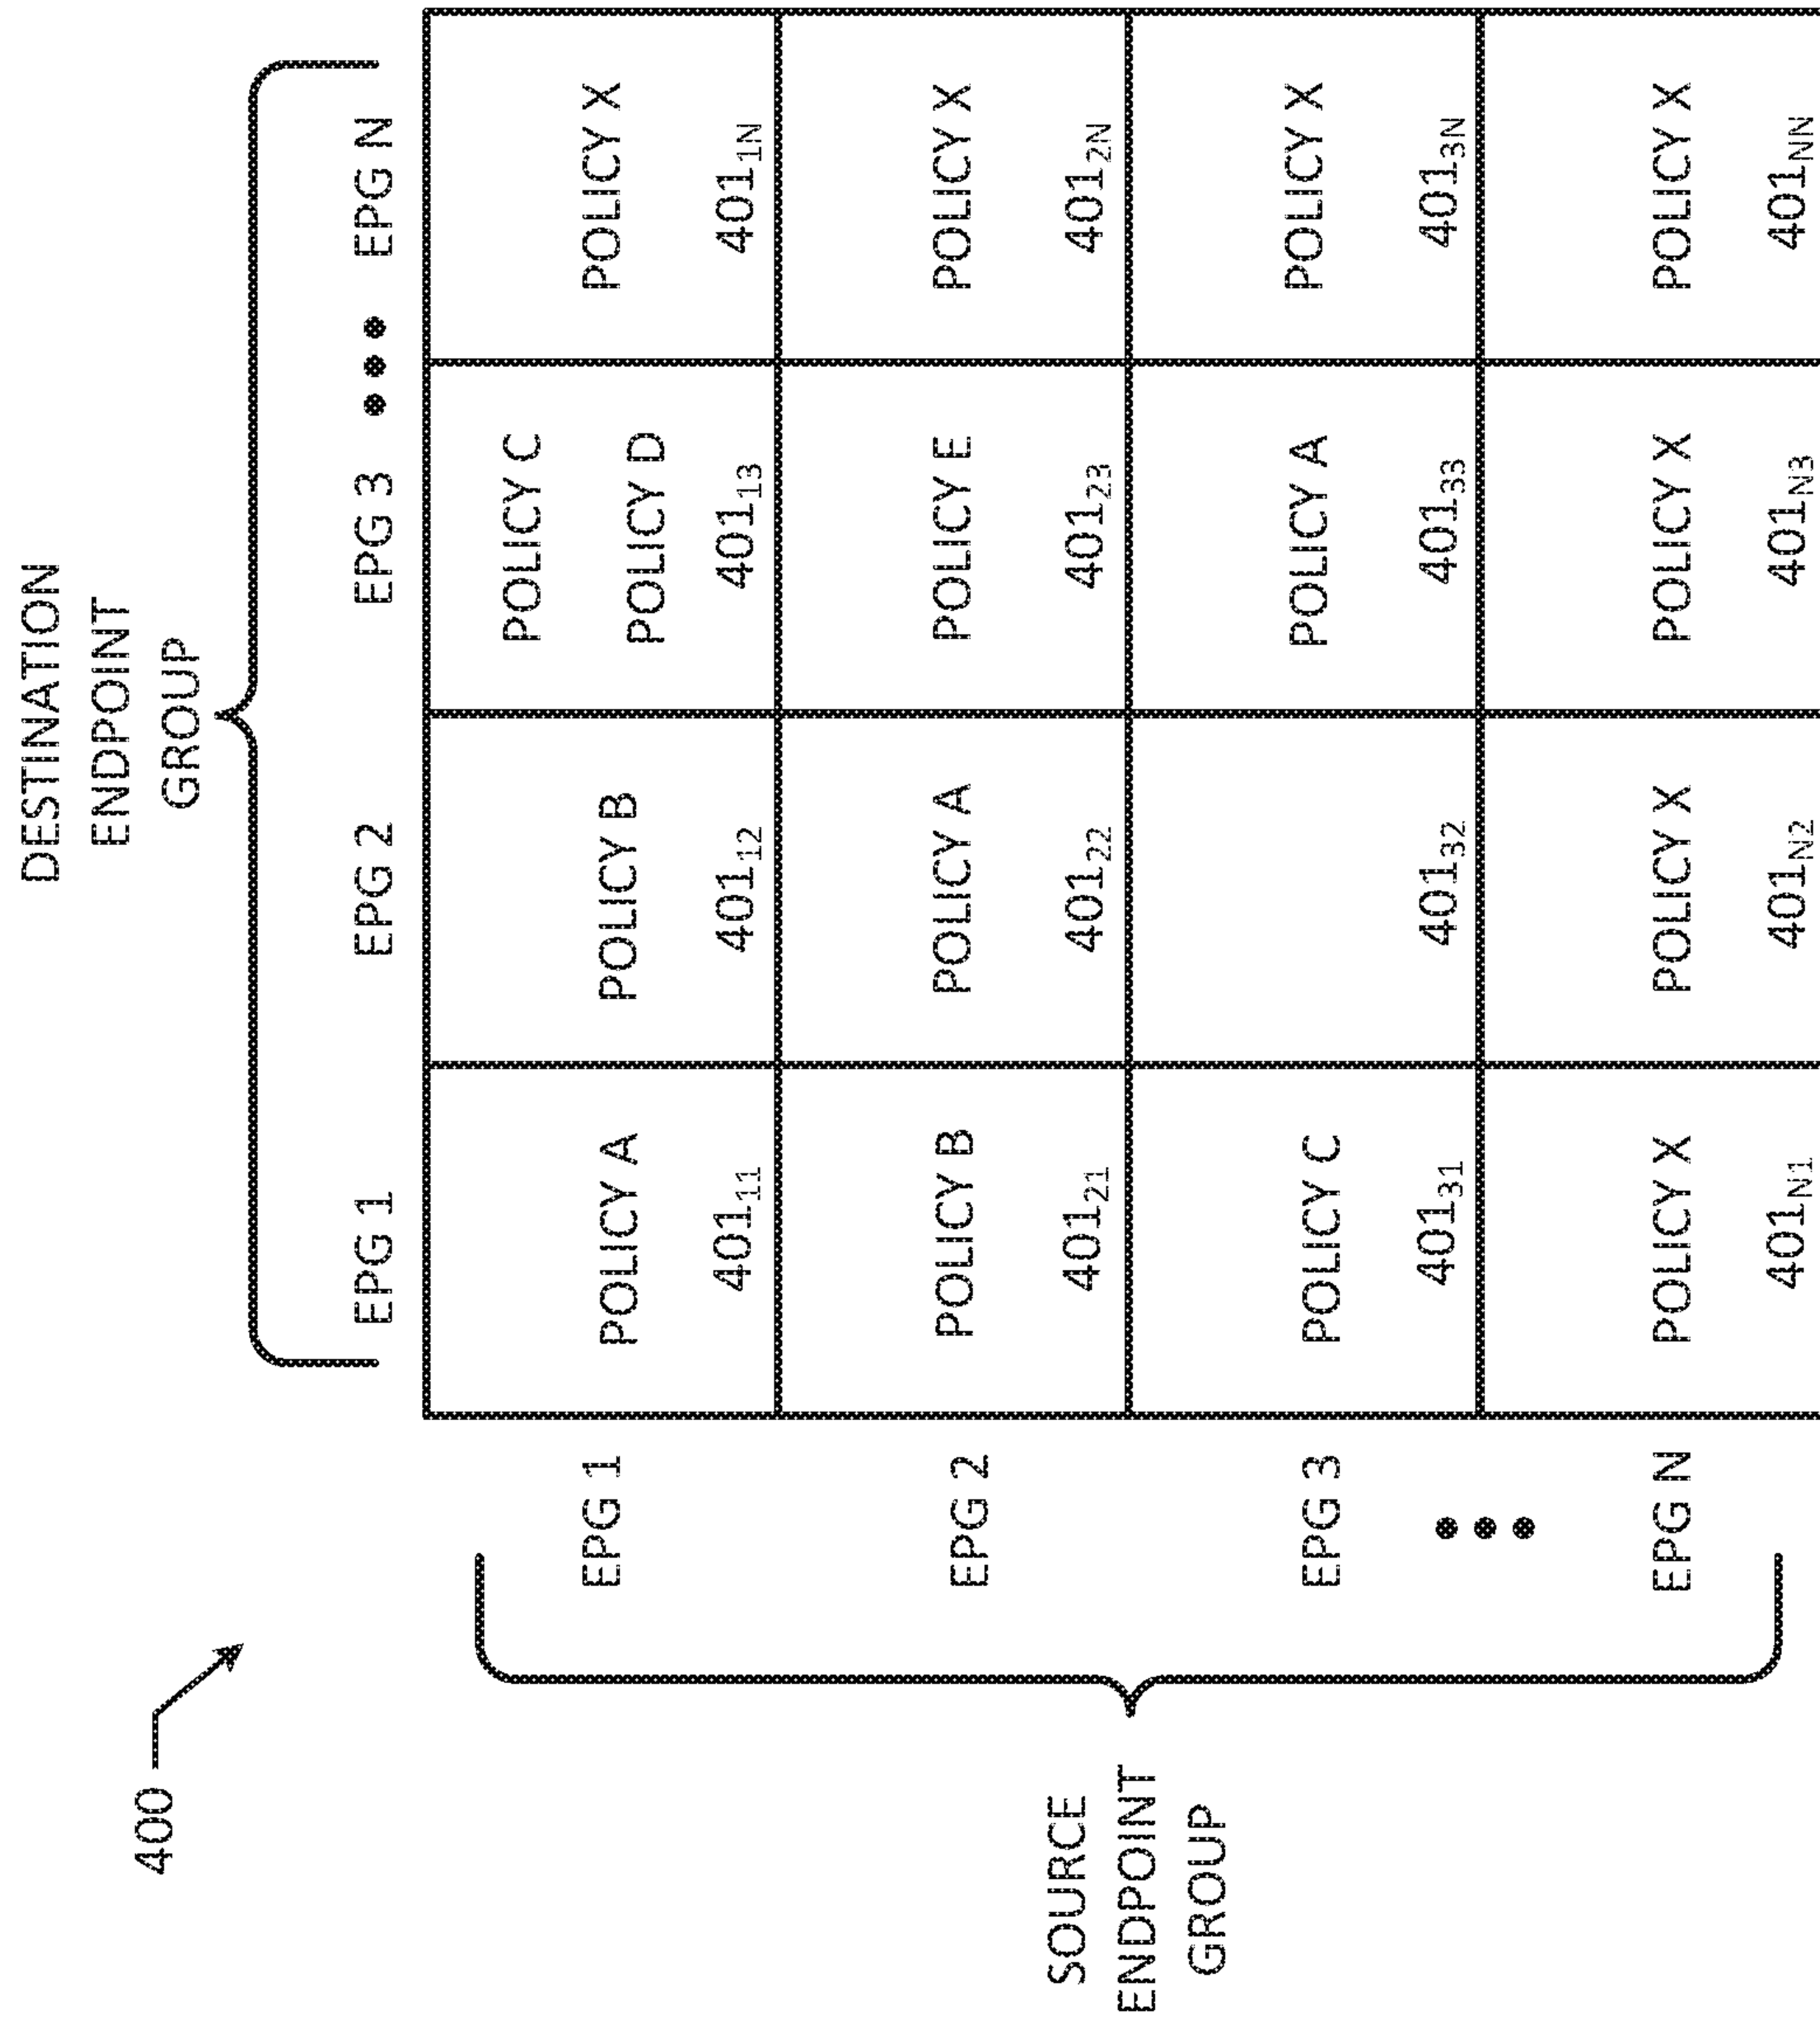 400
DESTINATION
ENDPOINT
GROUP
EPG 1 EPG 2 EPG 3 ••• EPG N
SOURCE
ENDPOINT
GROUP
EPG 1
POLICY A
401₁₁
POLICY B
401₁₂
POLICY C
POLICY D
401₁₃
POLICY X
401₁N
EPG 2
POLICY B
401₂₁
POLICY A
401₂₂
POLICY E
401₂₃
POLICY X
401₂N
EPG 3
POLICY C
401₃₁
401₃₂
POLICY A
401₃₃
POLICY X
401₃N
•••
EPG N
POLICY X
401N₁
POLICY X
401N₂
POLICY X
401N₃
POLICY X
401NN